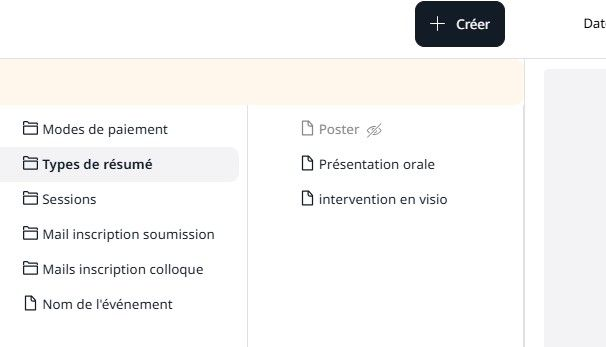 Créer
Dat
Modes de paiement
Types de résumé
Sessions
Mail inscription soumission
Mails inscription colloque
Nom de l'événement
Poster
Présentation orale
intervention en visio